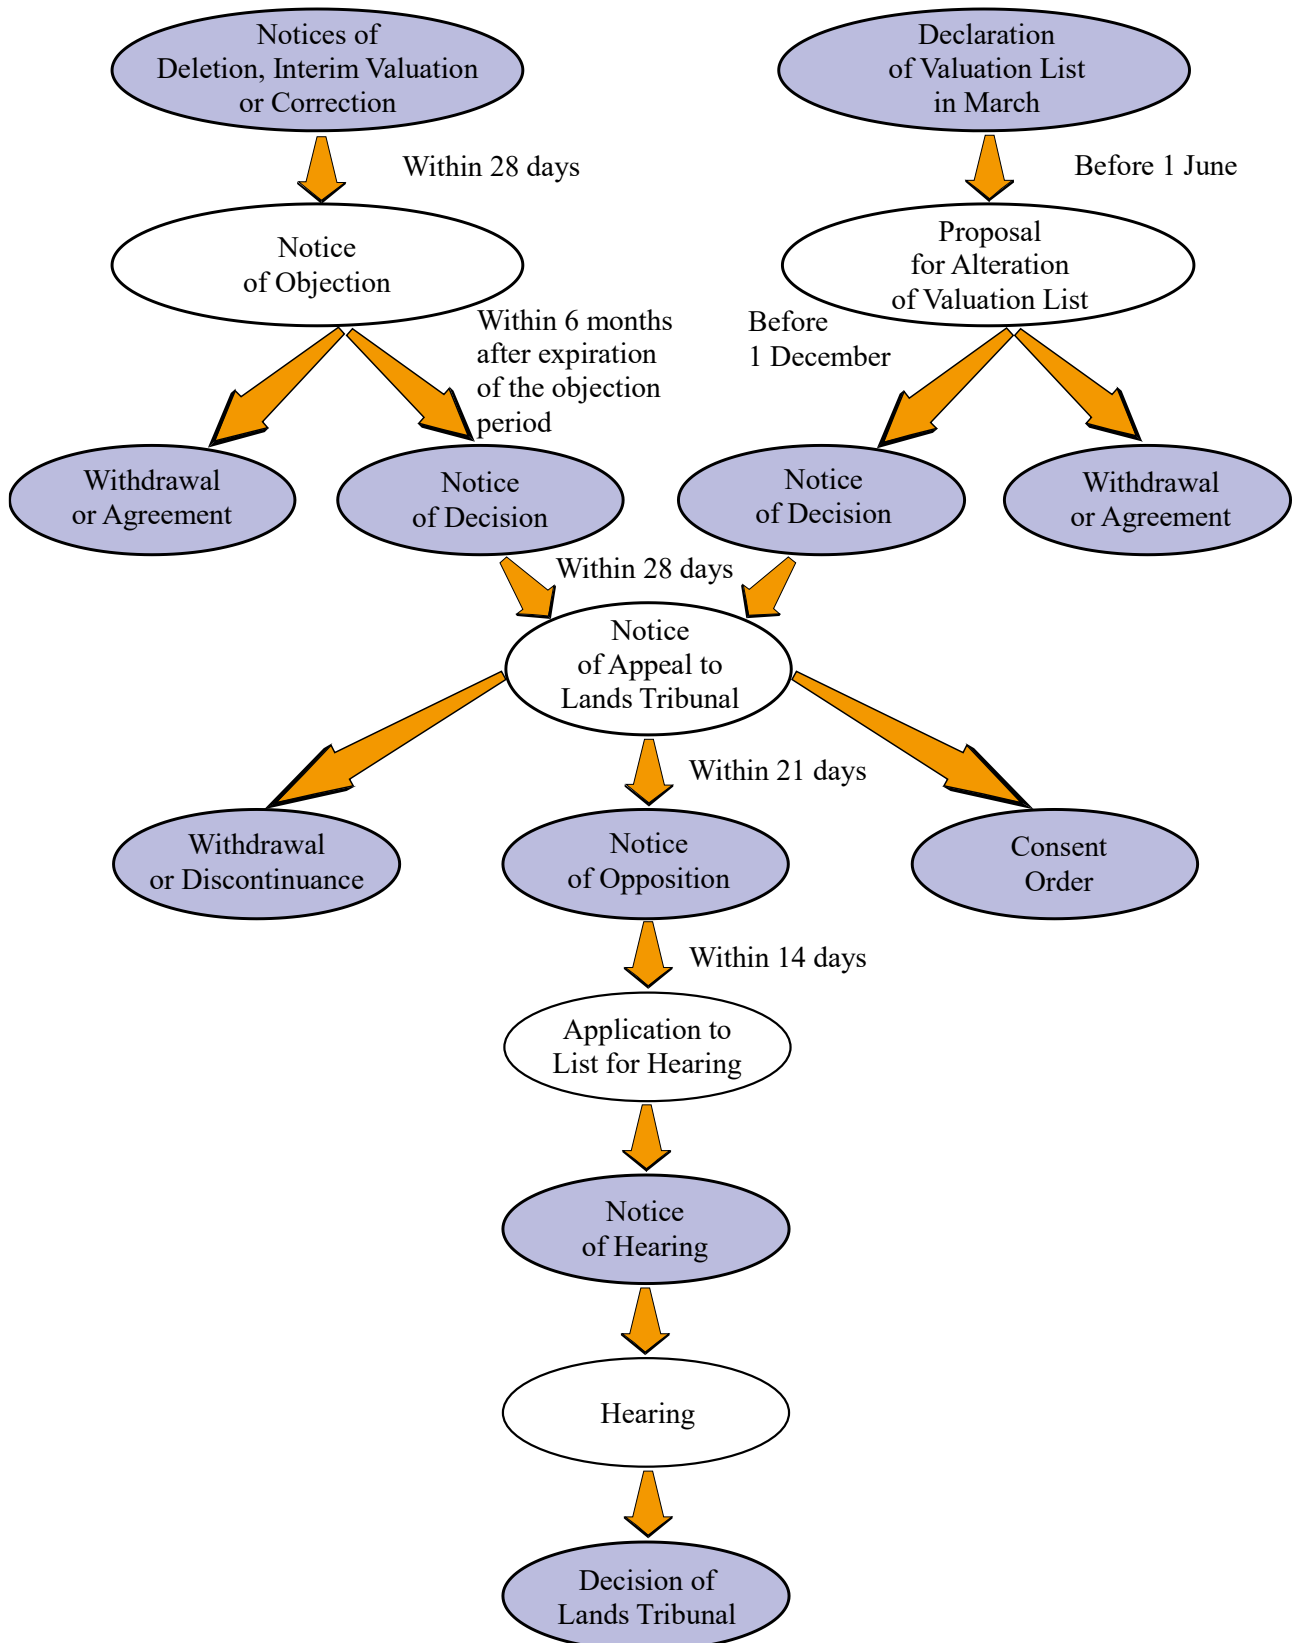 Notices of
Deletion, Interim Valuation
or Correction
Declaration
of Valuation List
in March
Within 28 days
Before 1 June
Notice
of Objection
Proposal
for Alteration
of Valuation List
Within 6 months
after expiration
of the objection
period
Before
1 December
Withdrawal
or Agreement
Notice
of Decision
Notice
of Decision
Withdrawal
or Agreement
Within 28 days
Notice
of Appeal to
Lands Tribunal
Within 21 days
Withdrawal
or Discontinuance
Notice
of Opposition
Consent
Order
Within 14 days
Application to
List for Hearing
Notice
of Hearing
Hearing
Decision of
Lands Tribunal